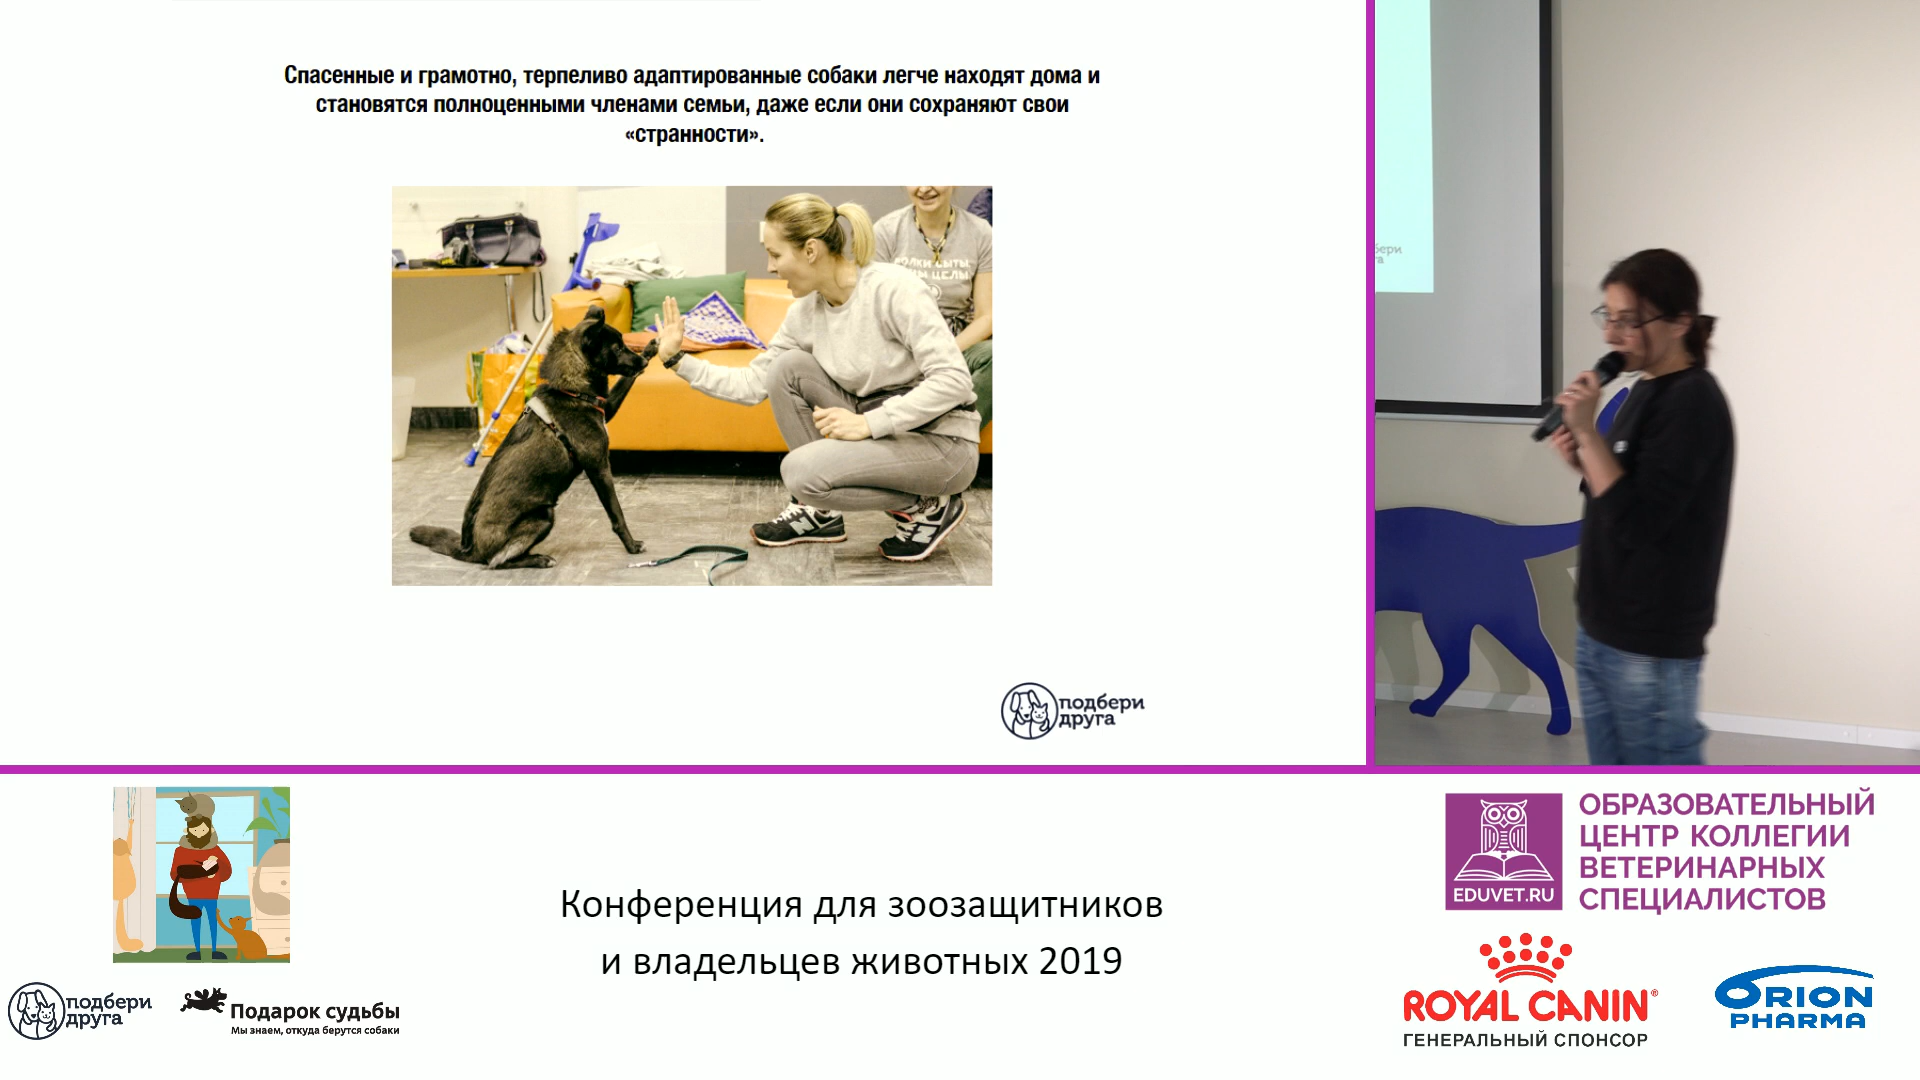 Спасенные и грамотно, терпеливо адаптированные собаки легче находят дома и
становятся полноценными членами семьи, даже если они сохраняют свои
«странности».
подбери
друга
EDUVET.RU
ОБРАЗОВАТЕЛЬНЫЙ
ЦЕНТР КОЛЛЕГИИ
ВЕТЕРИНАРНЫХ
СПЕЦИАЛИСТОВ
Конференция для зоозащитников
и владельцев животных 2019
подбери
друга
Подарок судьбы
Мы знаем, откуда берутся собаки
ROYAL CANIN®
ГЕНЕРАЛЬНЫЙ СПОНСОР
ORION
PHARMA